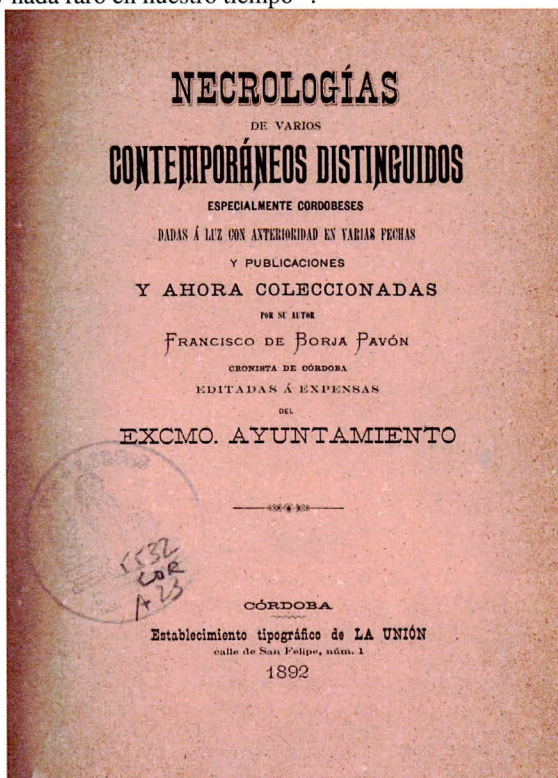 nada raro en nuestro tiempo
NECROLOGÍAS
DE VARIOS
CONTEMPORÁNEOS DISTINGUIDOS
ESPECIALMENTE CORDOBESES
DADAS Á LUZ CON ANTERIORIDAD EN VARIAS FECHAS
Y PUBLICACIONES
Y AHORA COLECCIONADAS
POR SU AUTOR
FRANCISCO DE BORJA PAVÓN
CRONISTA DE CÓRDOBA
EDITADAS Á EXPENSAS
DEL
EXCMO. AYUNTAMIENTO
5532
COR
A23
CÓRDOBA
Establecimiento tipográfico de LA UNIÓN
calle de San Felipe, núm. 1
1892